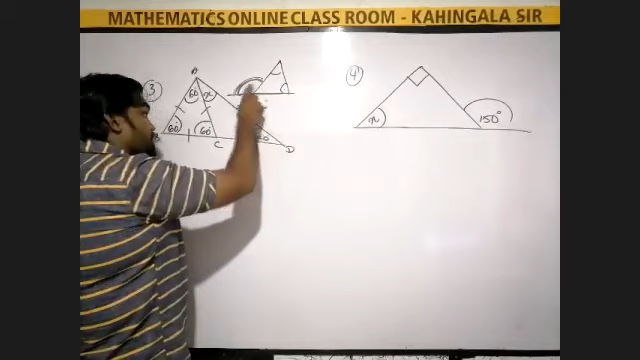 MATHEMATICS ONLINE CLASS ROOM - KAHINGALA SIR
3
60
x
60
60
C
D
4
x
150°